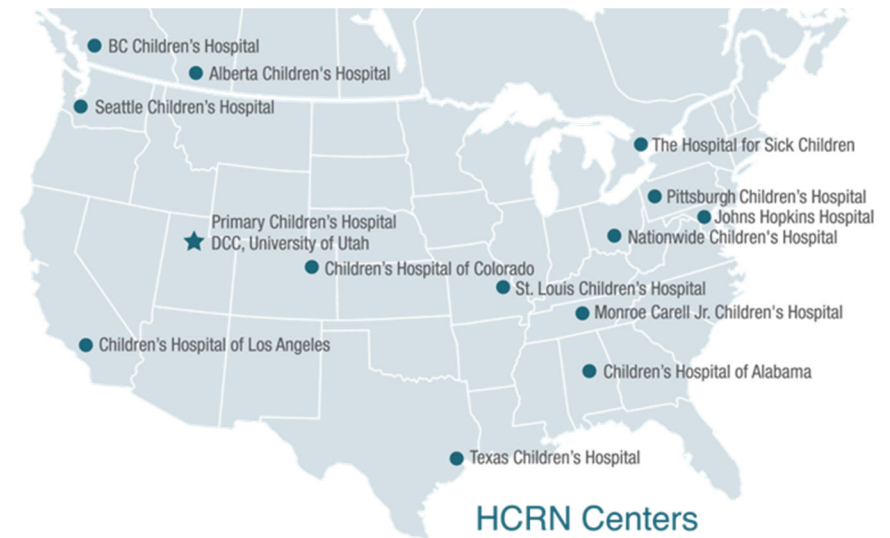 BC Children's Hospital
Alberta Children's Hospital
Seattle Children's Hospital
The Hospital for Sick Children
Pittsburgh Children's Hospital
Johns Hopkins Hospital
Primary Children's Hospital
DCC, University of Utah
Nationwide Children's Hospital
Children's Hospital of Colorado
St. Louis Children's Hospital
Monroe Carell Jr. Children's Hospital
Children's Hospital of Los Angeles
Children's Hospital of Alabama
Texas Children's Hospital
HCRN Centers